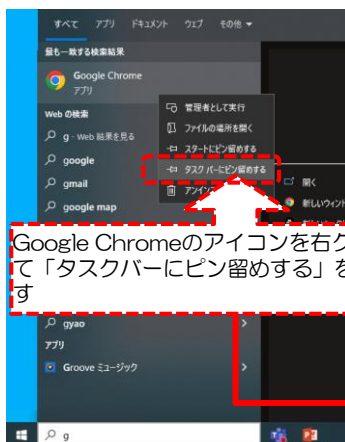 すべて アプリ ドキュメント ウェブ その他
最も一致する検索結果
Google Chrome
アプリ
Web の検索
g - Web 結果を見る
google
gmail
google map
管理者として実行
ファイルの場所を開く
スタートにピン留めする
タスク バーにピン留めする
アンイン
開く
新しいウィンド
Google Chromeのアイコンを右ク
て「タスクバーにピン留めする」を
す
gyao
アプリ
Groove ミュージック
g